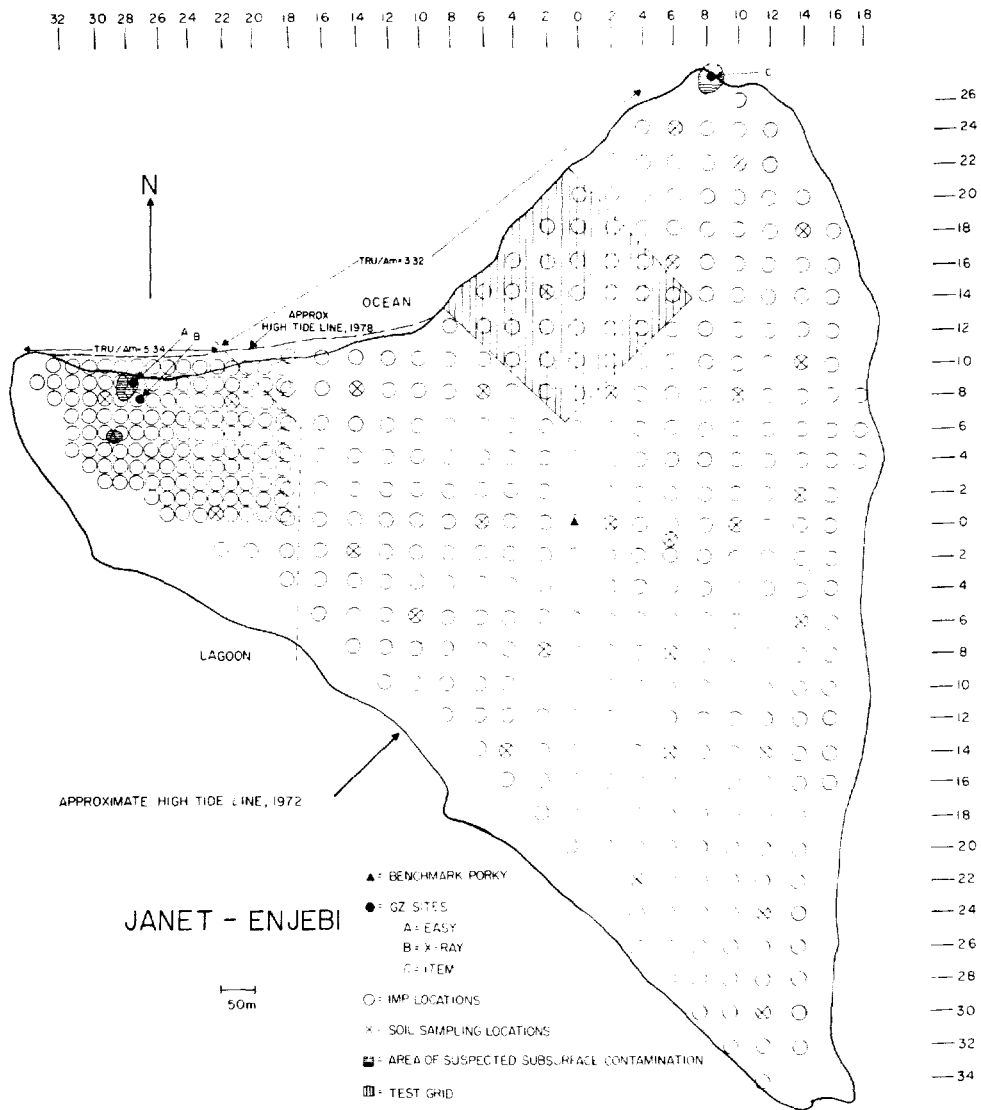 32 30 28 26 24 22 20 18 16 14 12 10 8 6 4 2 0 2 4 6 8 10 12 14 16 18
C
26
24
22
20
18
16
14
12
10
8
6
4
2
0
2
4
6
8
10
12
14
16
18
20
22
24
26
28
30
32
34
N
TRU/Am=3.32
OCEAN
APPROX
HIGH TIDE LINE, 1978
A
B
TRU/Am=5.34
LAGOON
APPROXIMATE HIGH TIDE LINE, 1972
JANET - ENJEBI
50m
▲ = BENCHMARK PORKY
● = GZ SITES
A = EASY
B = X-RAY
C = ITEM
○ = IMP LOCATIONS
× = SOIL SAMPLING LOCATIONS
= AREA OF SUSPECTED SUBSURFACE CONTAMINATION
= TEST GRID